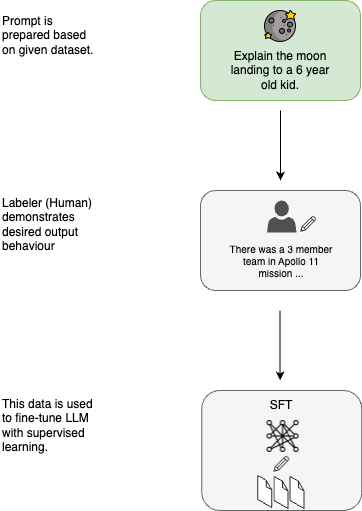 Prompt is
prepared based
on given dataset.
Explain the moon
landing to a 6 year
old kid.
Labeler (Human)
demonstrates
desired output
behaviour
There was a 3 member
team in Apollo 11
mission ...
This data is used
to fine-tune LLM
with supervised
learning.
SFT